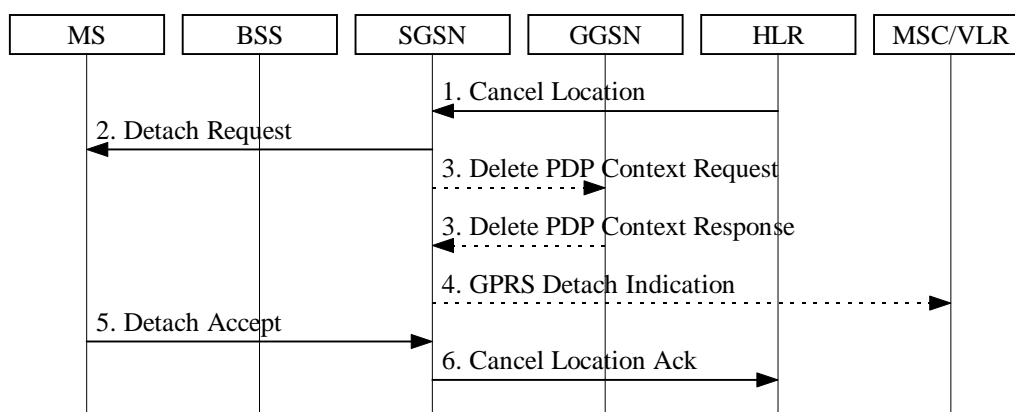 MS
BSS
SGSN
GGSN
HLR
MSC/VLR
1. Cancel Location
2. Detach Request
3. Delete PDP Context Request
3. Delete PDP Context Response
4. GPRS Detach Indication
5. Detach Accept
6. Cancel Location Ack